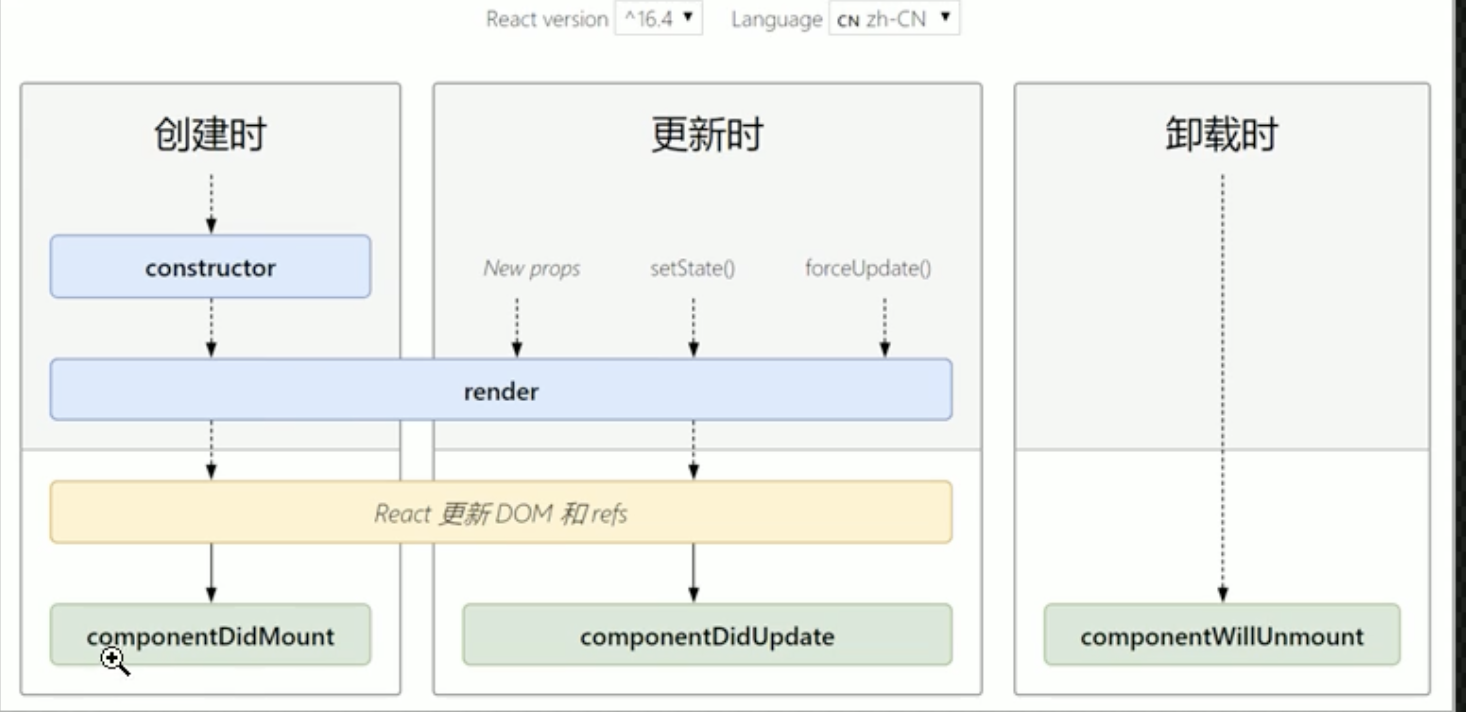 React version ^16.4 Language CN zh-CN
创建时 更新时 卸载时
constructor New props setState() forceUpdate()
render
React 更新 DOM 和 refs
componentDidMount componentDidUpdate componentWillUnmount